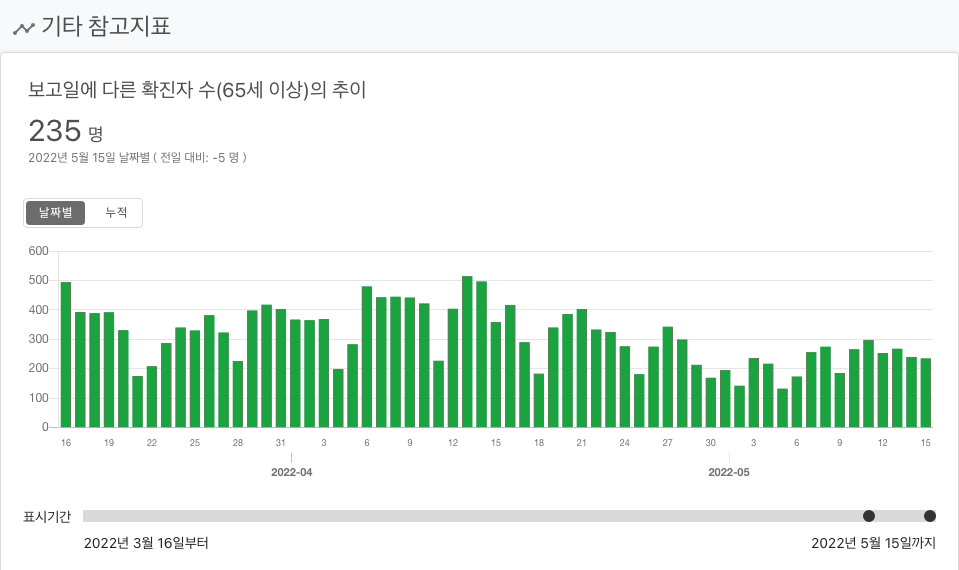 기타 참고지표
보고일에 다른 확진자 수(65세 이상)의 추이
235 명
2022년 5월 15일 날짜별 ( 전일 대비: -5 명 )
날짜별 누적
600
500
400
300
200
100
0
16 19 22 25 28 31 3 6 9 12 15 18 21 24 27 30 3 6 9 12 15
2022-04 2022-05
표시기간
2022년 3월 16일부터 2022년 5월 15일까지